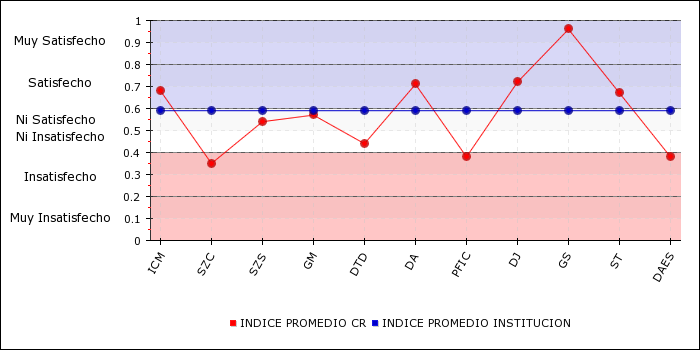 1
0.9
0.8
0.7
0.6
0.5
0.4
0.3
0.2
0.1
0
Muy Satisfecho
Satisfecho
Ni Satisfecho
Ni Insatisfecho
Insatisfecho
Muy Insatisfecho
ICM
SZC
SZS
GM
DTD
DA
PFIC
DJ
GS
ST
DAES
INDICE PROMEDIO CR
INDICE PROMEDIO INSTITUCION